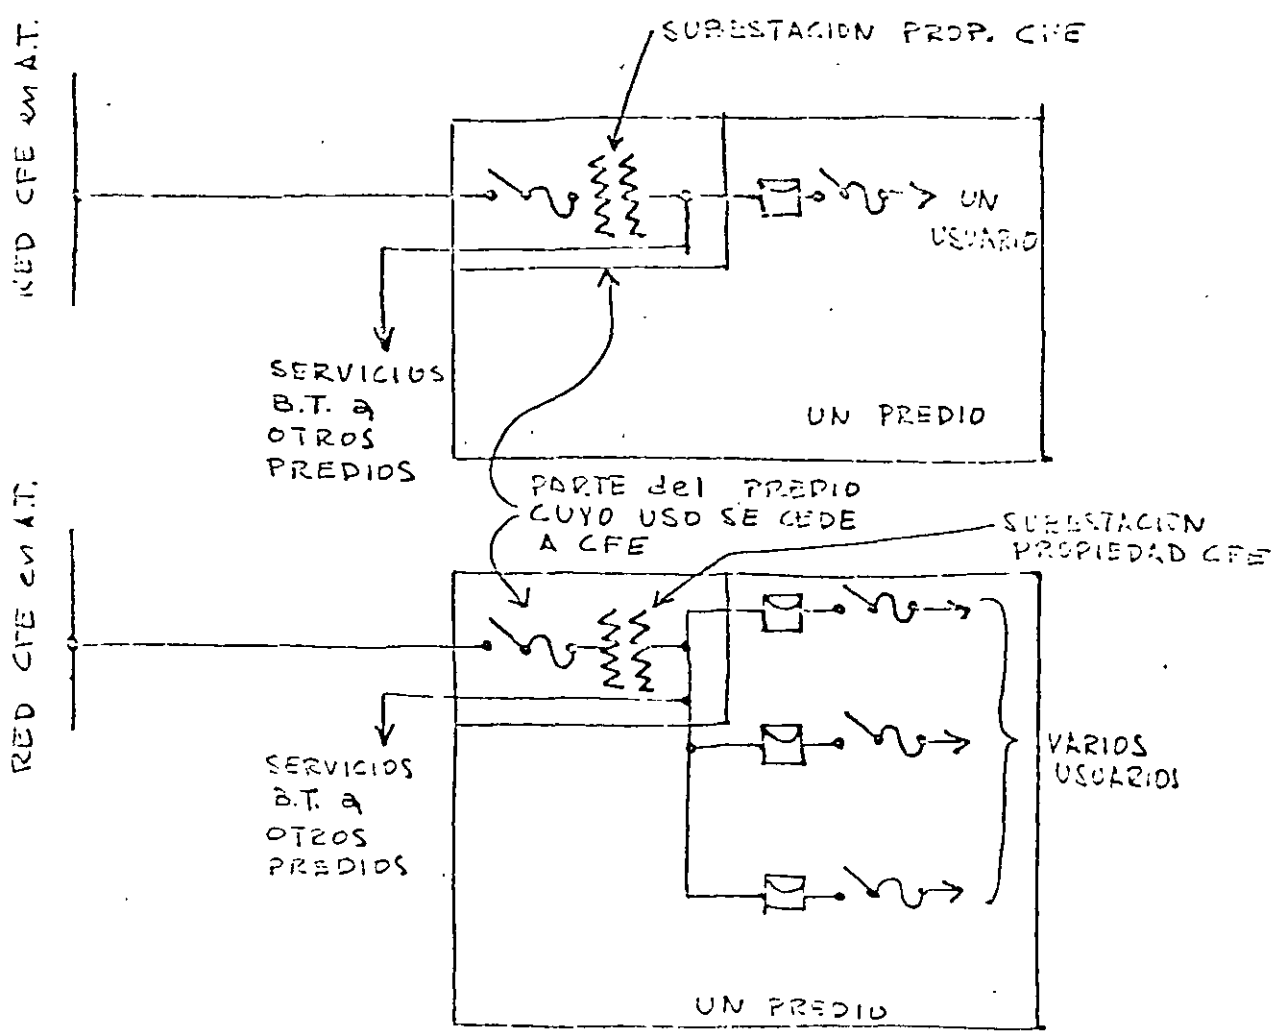 SUBESTACION PROP. CFE
RED CFE en A.T.
UN
USUARIO
SERVICIOS
B.T. a
OTROS
PREDIOS
UN PREDIO
PARTE del PREDIO
CUYO USO SE CEDE
A CFE
SUBESTACION
PROPIEDAD CFE
RED CFE en A.T.
SERVICIOS
B.T. a
OTROS
PREDIOS
VARIOS
USUARIOS
UN PREDIO